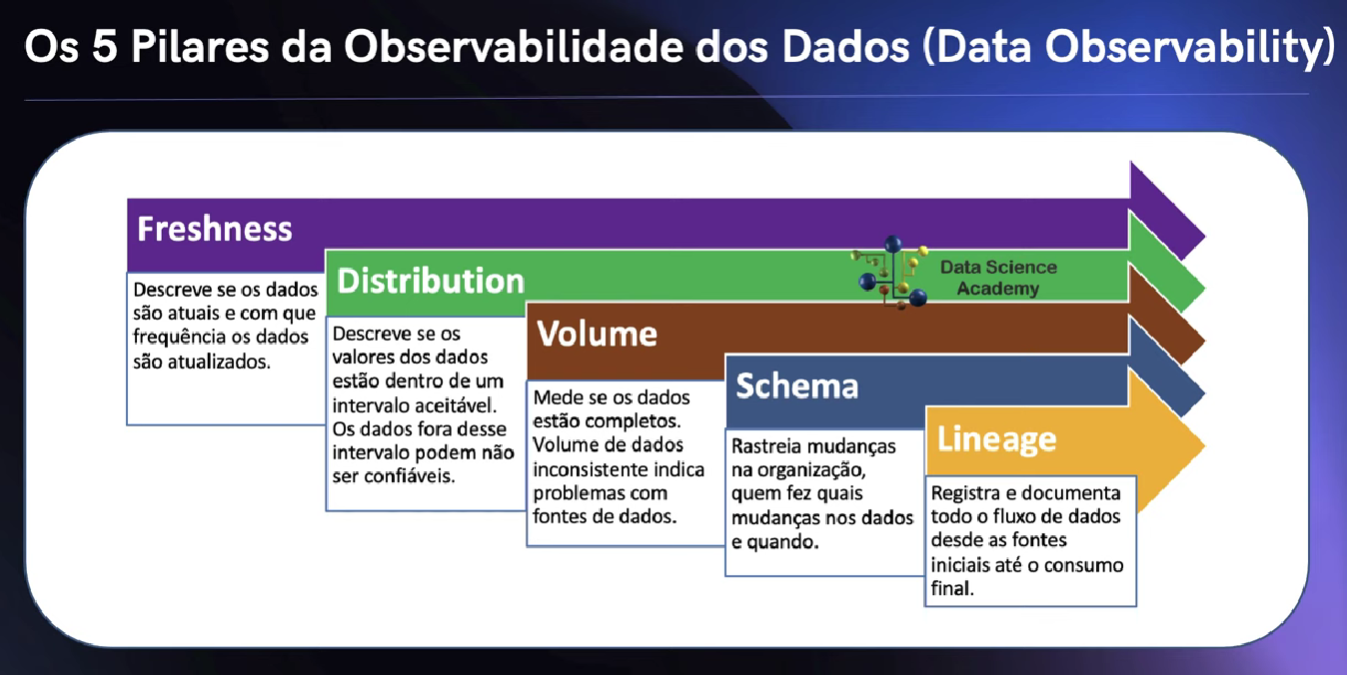 Os 5 Pilares da Observabilidade dos Dados (Data Observability)
Freshness
Descreve se os dados
são atuais e com que
frequência os dados
são atualizados.
Distribution
Descreve se os
valores dos dados
estão dentro de um
intervalo aceitável.
Os dados fora desse
intervalo podem não
ser confiáveis.
Data Science
Academy
Volume
Mede se os dados
estão completos.
Volume de dados
inconsistente indica
problemas com
fontes de dados.
Schema
Rastreia mudanças
na organização,
quem fez quais
mudanças nos dados
e quando.
Lineage
Registra e documenta
todo o fluxo de dados
desde as fontes
iniciais até o consumo
final.